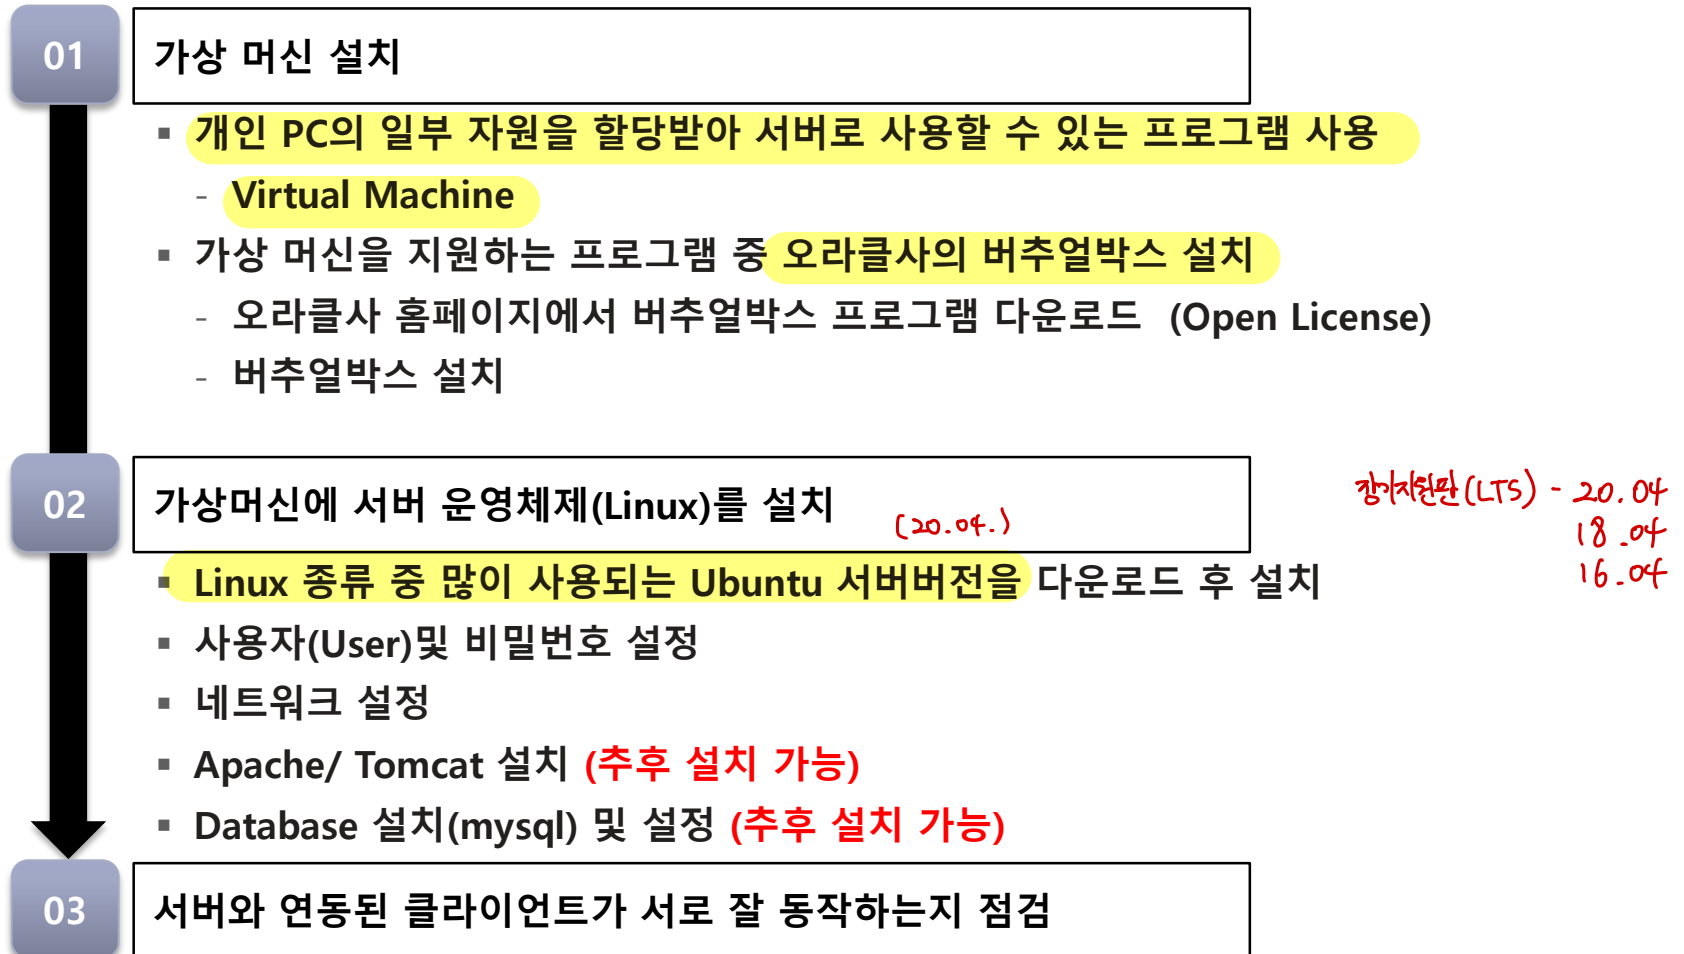 01
가상 머신 설치
▪ 개인 PC의 일부 자원을 할당받아 서버로 사용할 수 있는 프로그램 사용
- Virtual Machine
▪ 가상 머신을 지원하는 프로그램 중 오라클사의 버추얼박스 설치
- 오라클사 홈페이지에서 버추얼박스 프로그램 다운로드 (Open License)
- 버추얼박스 설치
02
가상머신에 서버 운영체제(Linux)를 설치
(20.04.)
장기지원판(LTS) - 20.04
18.04
16.04
▪ Linux 종류 중 많이 사용되는 Ubuntu 서버버전을 다운로드 후 설치
▪ 사용자(User)및 비밀번호 설정
▪ 네트워크 설정
▪ Apache/ Tomcat 설치 (추후 설치 가능)
▪ Database 설치(mysql) 및 설정 (추후 설치 가능)
03
서버와 연동된 클라이언트가 서로 잘 동작하는지 점검